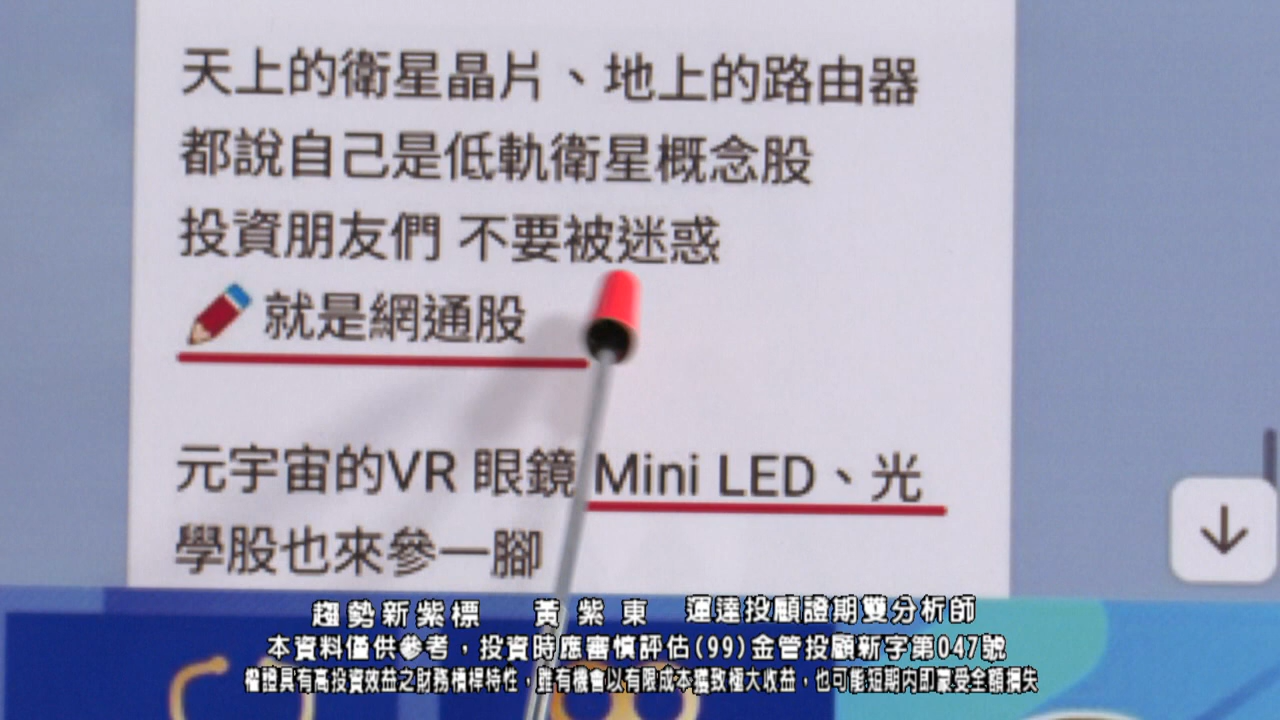 天上的衛星晶片、地上的路由器
都說自己是低軌衛星概念股
投資朋友們 不要被迷惑
就是網通股
元宇宙的VR 眼鏡 Mini LED、光
學股也來參一腳
趨勢新紫標 黃紫東 運達投顧證期雙分析師
本資料僅供參考，投資時應審慎評估(99)金管投顧新字第047號
權證具有高投資效益之財務槓桿特性，雖有機會以有限成本獲致極大收益，也可能短期內即蒙受全額損失